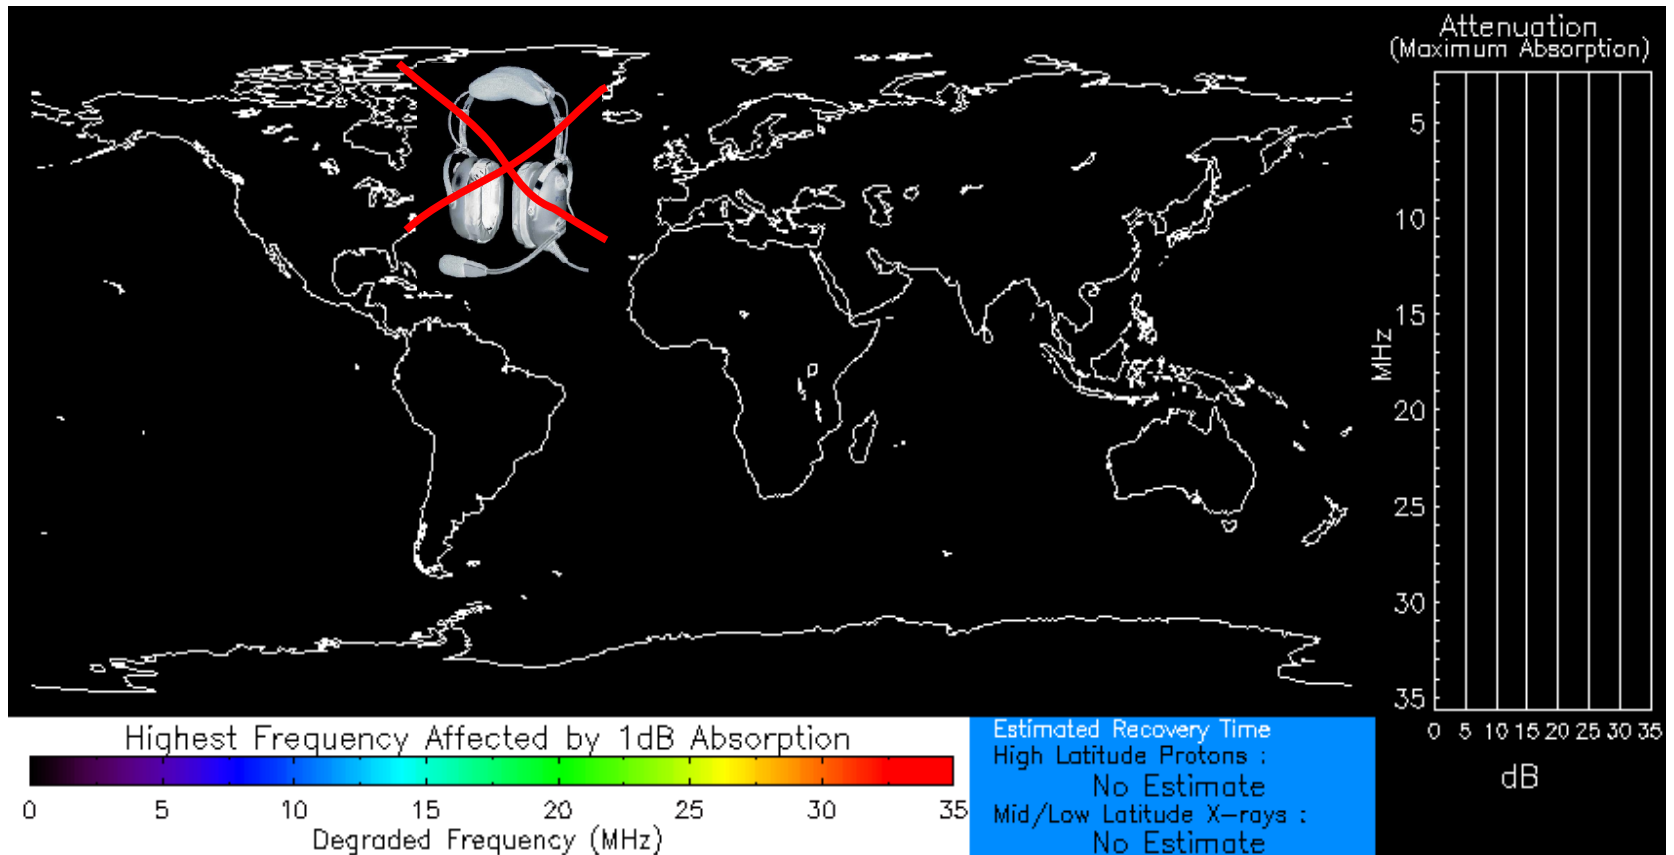 Attenuation
(Maximum Absorption)
5
10
15
20
25
30
35
MHz
0 5 10 15 20 25 30 35
dB
Highest Frequency Affected by 1dB Absorption
0 5 10 15 20 25 30 35
Degraded Frequency (MHz)
Estimated Recovery Time
High Latitude Protons :
No Estimate
Mid/Low Latitude X-rays :
No Estimate